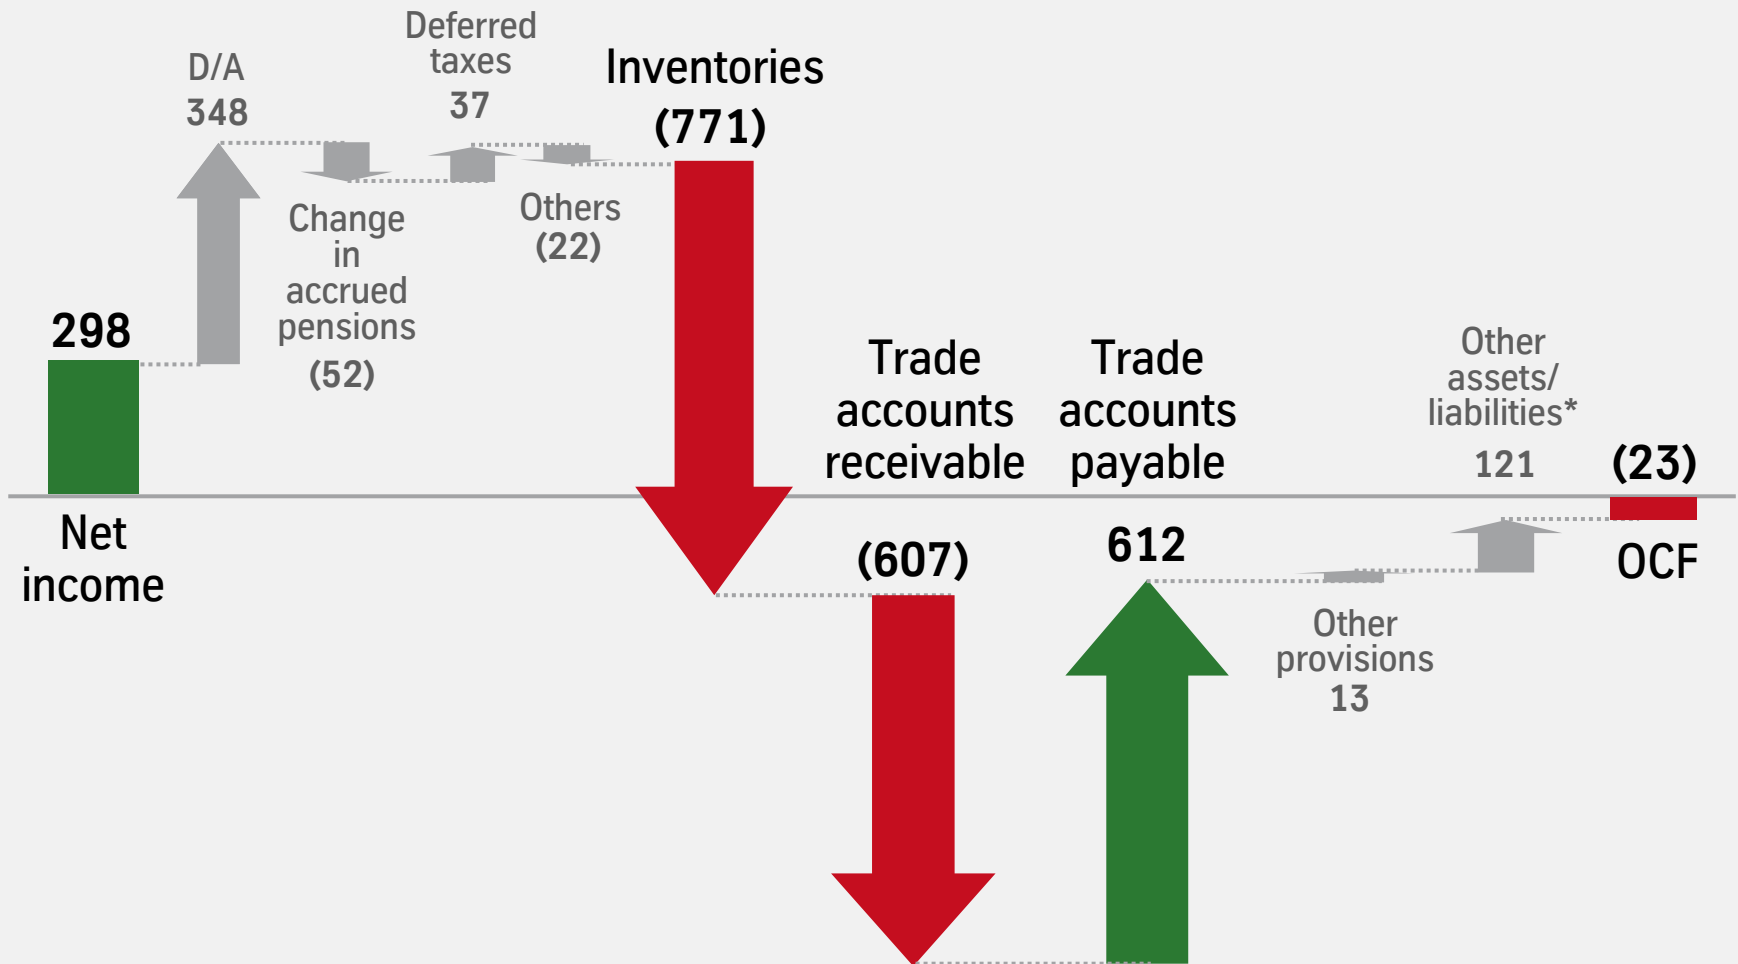 298
Net
income
D/A
348
Change
in
accrued
pensions
(52)
Deferred
taxes
37
Others
(22)
Inventories
(771)
Trade
accounts
receivable
(607)
Trade
accounts
payable
612
Other
provisions
13
Other
assets/
liabilities*
121
(23)
OCF